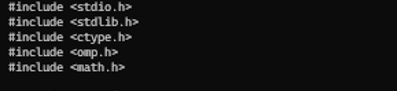 #include <stdio.h>
#include <stdlib.h>
#include <ctype.h>
#include <omp.h>
#include <math.h>